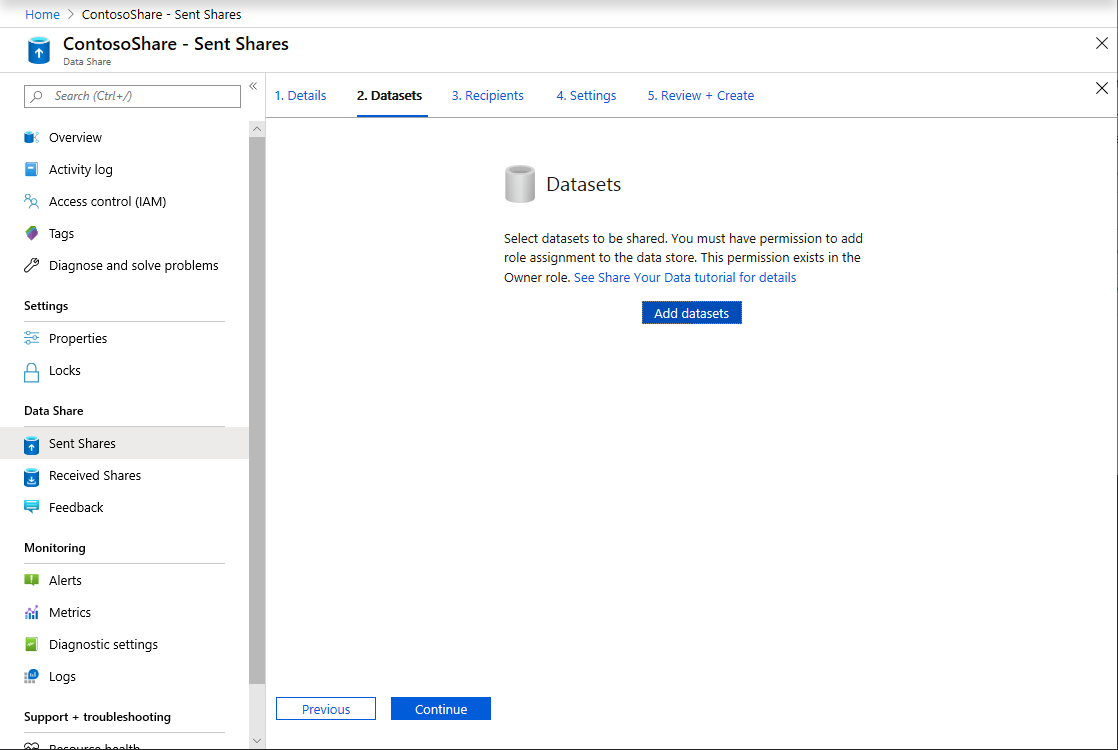 Home > ContosoShare - Sent Shares
ContosoShare - Sent Shares
Data Share
Search (Ctrl+/)
«
Overview
Activity log
Access control (IAM)
Tags
Diagnose and solve problems
Settings
Properties
Locks
Data Share
Sent Shares
Received Shares
Feedback
Monitoring
Alerts
Metrics
Diagnostic settings
Logs
Support + troubleshooting
Resource health
1. Details 2. Datasets 3. Recipients 4. Settings 5. Review + Create
Datasets
Select datasets to be shared. You must have permission to add
role assignment to the data store. This permission exists in the
Owner role. See Share Your Data tutorial for details
Add datasets
Previous Continue